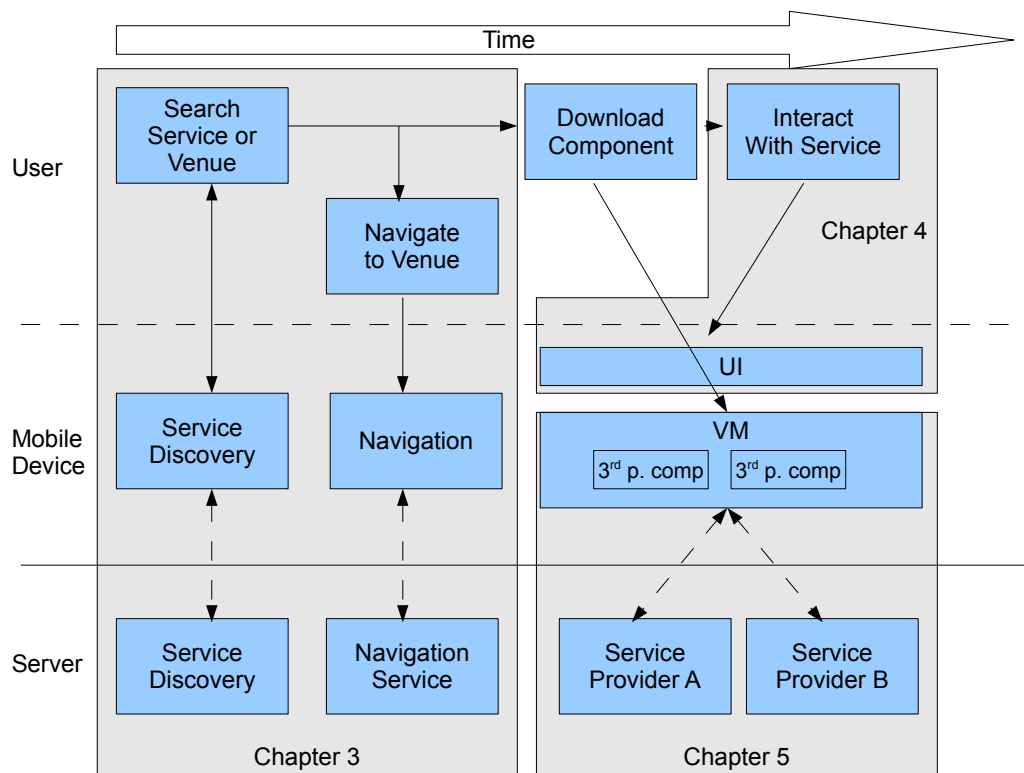 Time
User
Search
Service or
Venue
Download
Component
Interact
With Service
Navigate
to Venue
Chapter 4
UI
Mobile
Device
Service
Discovery
Navigation
VM
3rd p. comp
3rd p. comp
Server
Service
Discovery
Navigation
Service
Service
Provider A
Service
Provider B
Chapter 3
Chapter 5